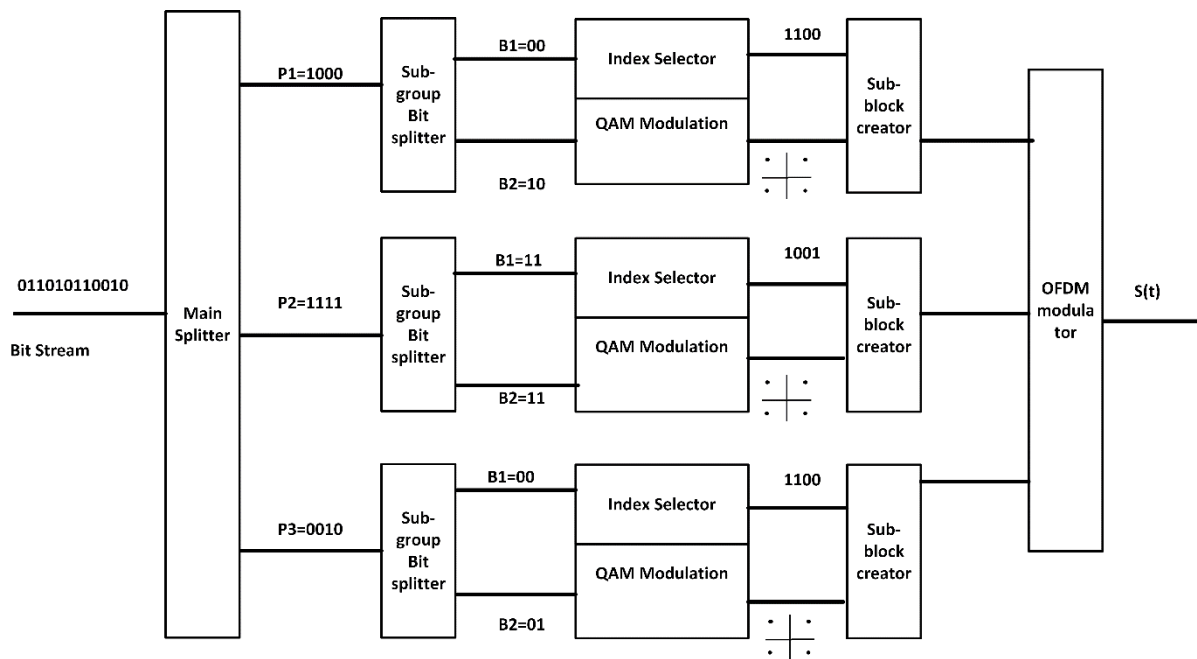 011010110010
Bit Stream
Main
Splitter
P1=1000
Sub-
group
Bit
splitter
B1=00
B2=10
Index Selector
QAM Modulation
1100
Sub-
block
creator
P2=1111
Sub-
group
Bit
splitter
B1=11
B2=11
Index Selector
QAM Modulation
1001
Sub-
block
creator
P3=0010
Sub-
group
Bit
splitter
B1=00
B2=01
Index Selector
QAM Modulation
1100
Sub-
block
creator
OFDM
modula
tor
S(t)